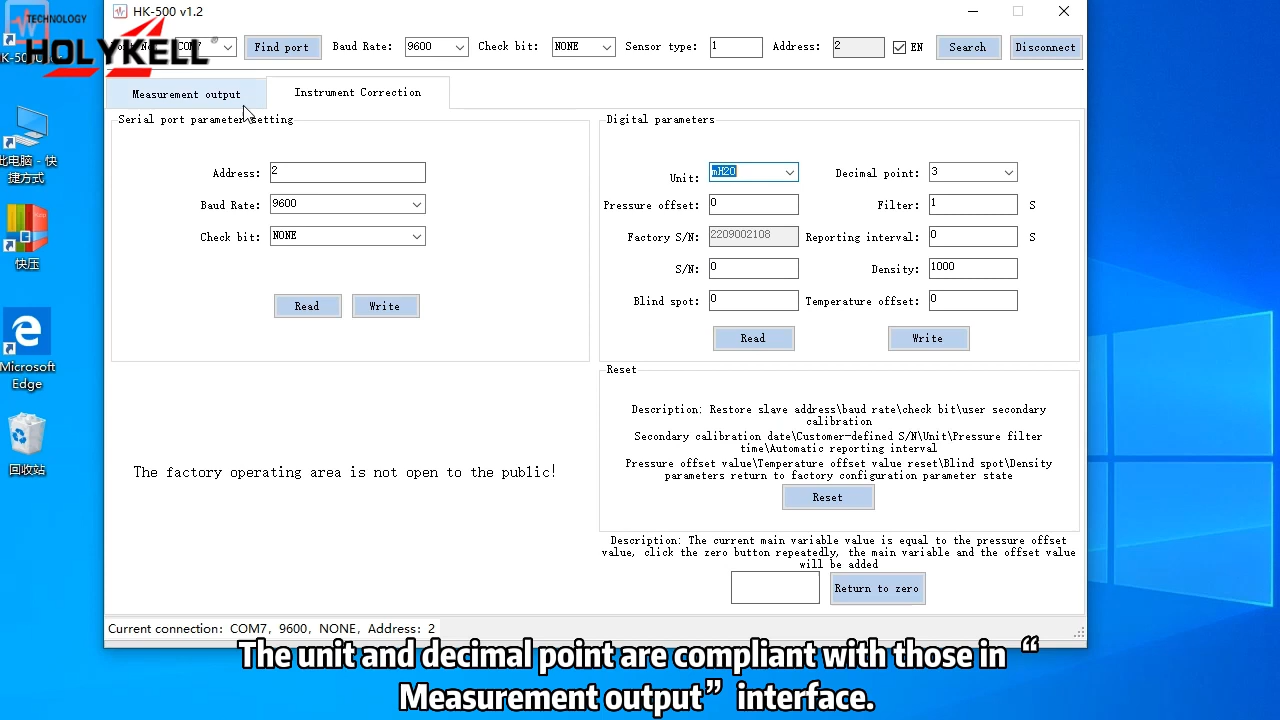 HK-500 v1.2
TECHNOLOGY
HOLYKELL®
Find port
Baud Rate:
9600
Check bit:
NONE
Sensor type:
1
Address:
2
EN
Search
Disconnect
Measurement output
Instrument Correction
Serial port parameter setting
Address:
2
Baud Rate:
9600
Check bit:
NONE
Read
Write
Digital parameters
Unit:
mH2O
Decimal point:
3
Pressure offset:
0
Filter:
1
S
Factory S/N:
2209002108
Reporting interval:
0
S
S/N:
0
Density:
1000
Blind spot:
0
Temperature offset:
0
Read
Write
Reset
Description: Restore slave address\baud rate\check bit\user secondary
calibration
Secondary calibration date\Customer-defined S/N\Unit\Pressure filter
time\Automatic reporting interval
Pressure offset value\Temperature offset value reset\Blind spot\Density
parameters return to factory configuration parameter state
Reset
The factory operating area is not open to the public!
Description: The current main variable value is equal to the pressure offset
value, click the zero button repeatedly, the main variable and the offset value
will be added
Return to zero
Current connection: COM7, 9600, NONE, Address: 2
此电脑 - 快
捷方式
快压
Microsoft
Edge
回收站
The unit and decimal point are compliant with those in “
Measurement output” interface.